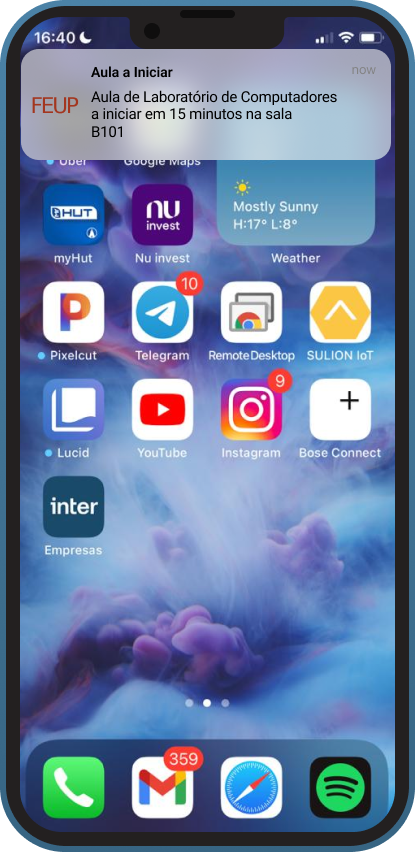 16:40
Aula a Iniciar
now
FEUP
Aula de Laboratório de Computadores
a iniciar em 15 minutos na sala
B101
Uber
Google Maps
Mostly Sunny
H:17° L:8°
HUT
nu
invest
myHut
Nu invest
Weather
10
Pixelcut
Telegram
RemoteDesktop
SULION IoT
9
Lucid
YouTube
Instagram
Bose Connect
inter
Empresas
359